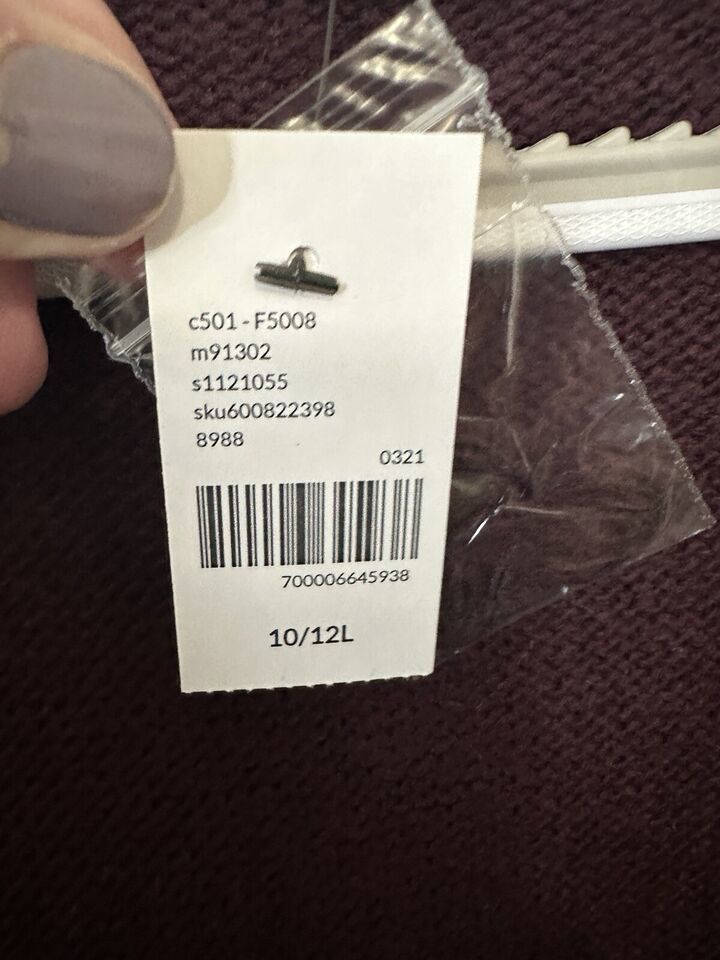 c501 - F5008
m91302
s1121055
sku600822398
8988
0321
700006645938
10/12L